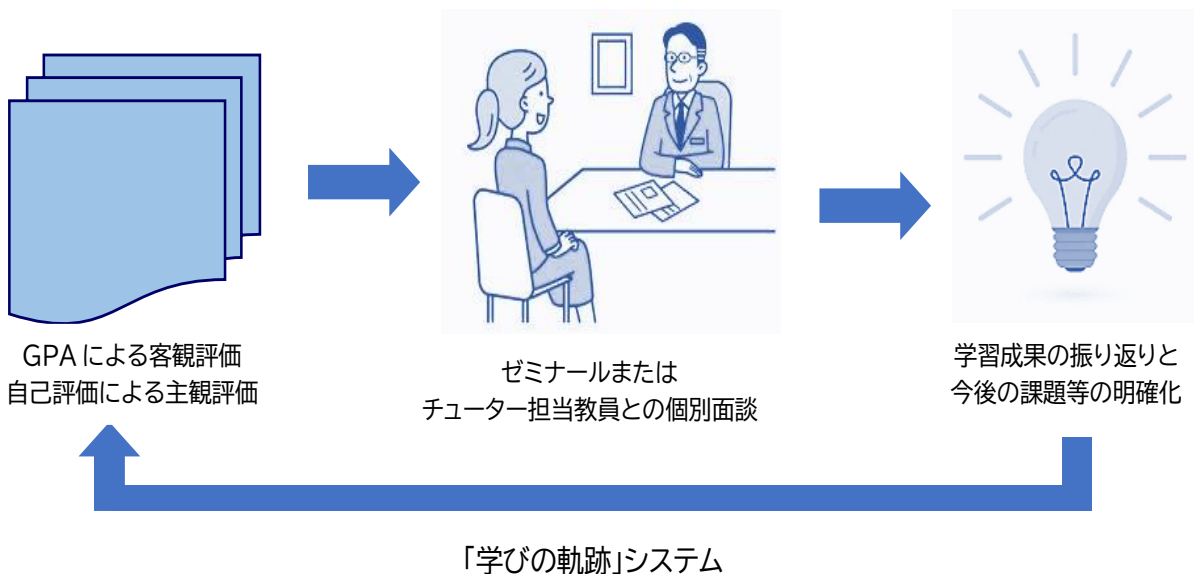 GPAによる客観評価
自己評価による主観評価
ゼミナールまたは
チューター担当教員との個別面談
学習成果の振り返りと
今後の課題等の明確化
「学びの軌跡」システム